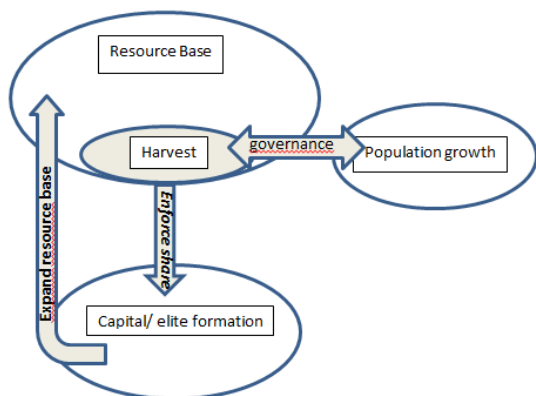 Resource Base
Harvest
governance
Population growth
Enforce share
Expand resource base
Capital/ elite formation